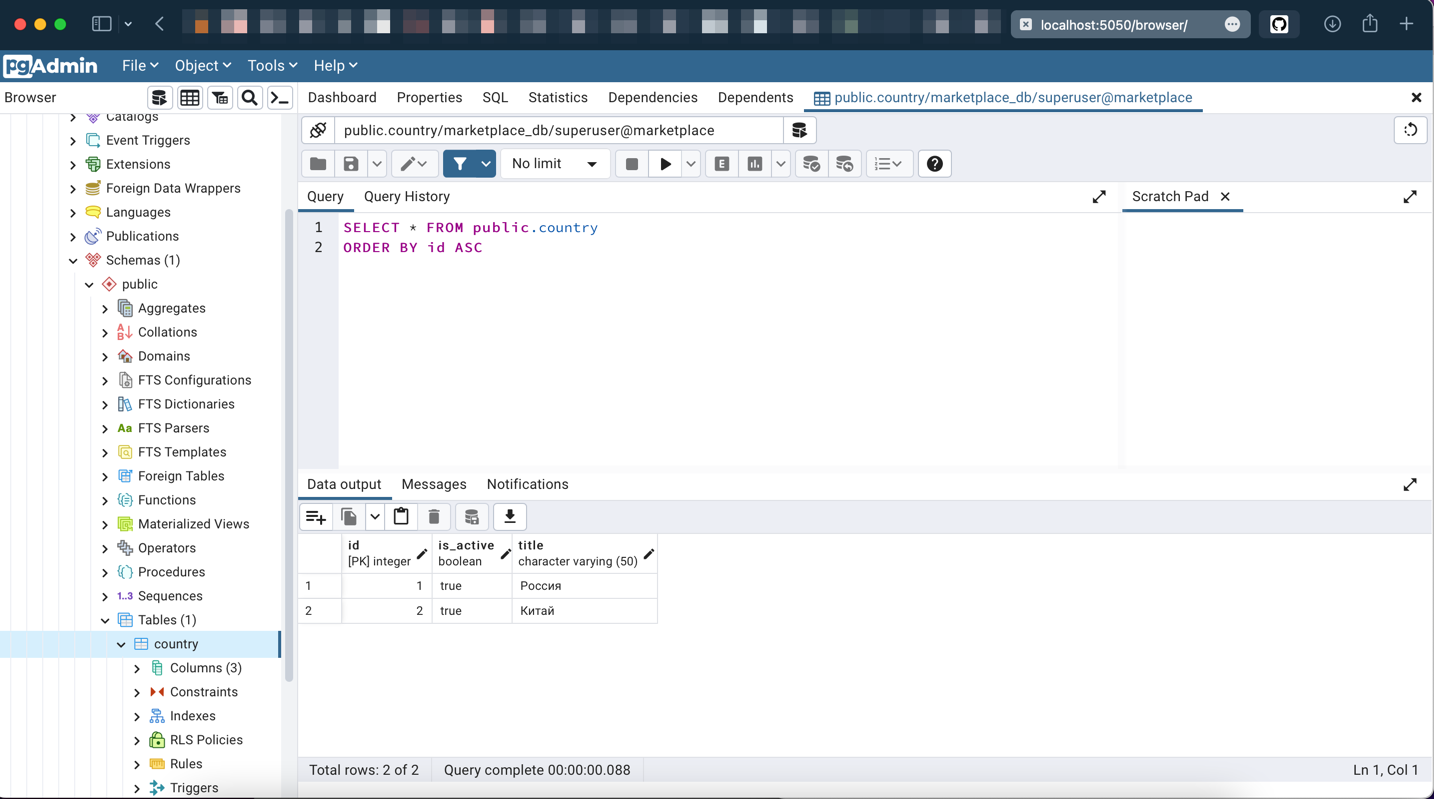 localhost:5050/browser/
pgAdmin File Object Tools Help
Browser
Dashboard Properties SQL Statistics Dependencies Dependents public.country/marketplace_db/superuser@marketplace
Catalogs
Event Triggers
Extensions
Foreign Data Wrappers
Languages
Publications
Schemas (1)
public
Aggregates
Collations
Domains
FTS Configurations
FTS Dictionaries
Aa FTS Parsers
FTS Templates
Foreign Tables
Functions
Materialized Views
Operators
Procedures
1..3 Sequences
Tables (1)
country
Columns (3)
Constraints
Indexes
RLS Policies
Rules
Triggers
public.country/marketplace_db/superuser@marketplace
No limit
E
Query Query History
Scratch Pad
1 SELECT * FROM public.country
2 ORDER BY id ASC
Data output Messages Notifications
id is_active title
[PK] integer boolean character varying (50)
1 1 true Россия
2 2 true Китай
Total rows: 2 of 2 Query complete 00:00:00.088 Ln 1, Col 1